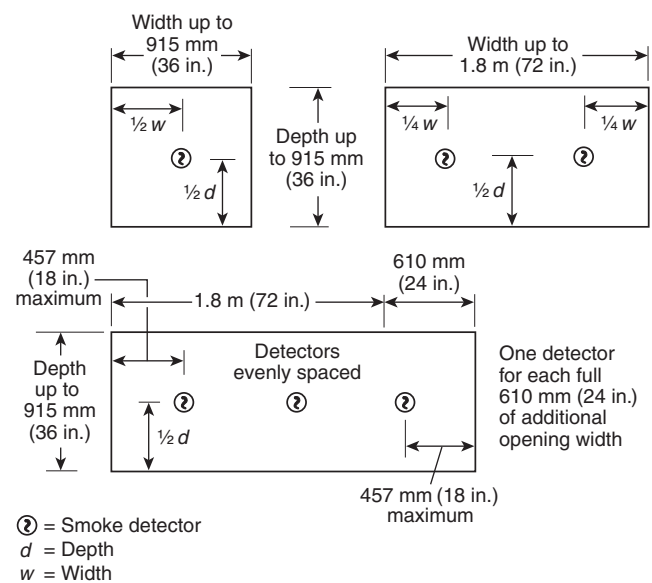 Width up to
915 mm
(36 in.)
½ w
½ d
Depth up
to 915 mm
(36 in.)
Width up to
1.8 m (72 in.)
¼ w
¼ w
½ d
457 mm
(18 in.)
maximum
1.8 m (72 in.)
610 mm
(24 in.)
Depth
up to
915 mm
(36 in.)
Detectors
evenly spaced
½ d
One detector
for each full
610 mm (24 in.)
of additional
opening width
457 mm (18 in.)
maximum
= Smoke detector
d = Depth
w = Width